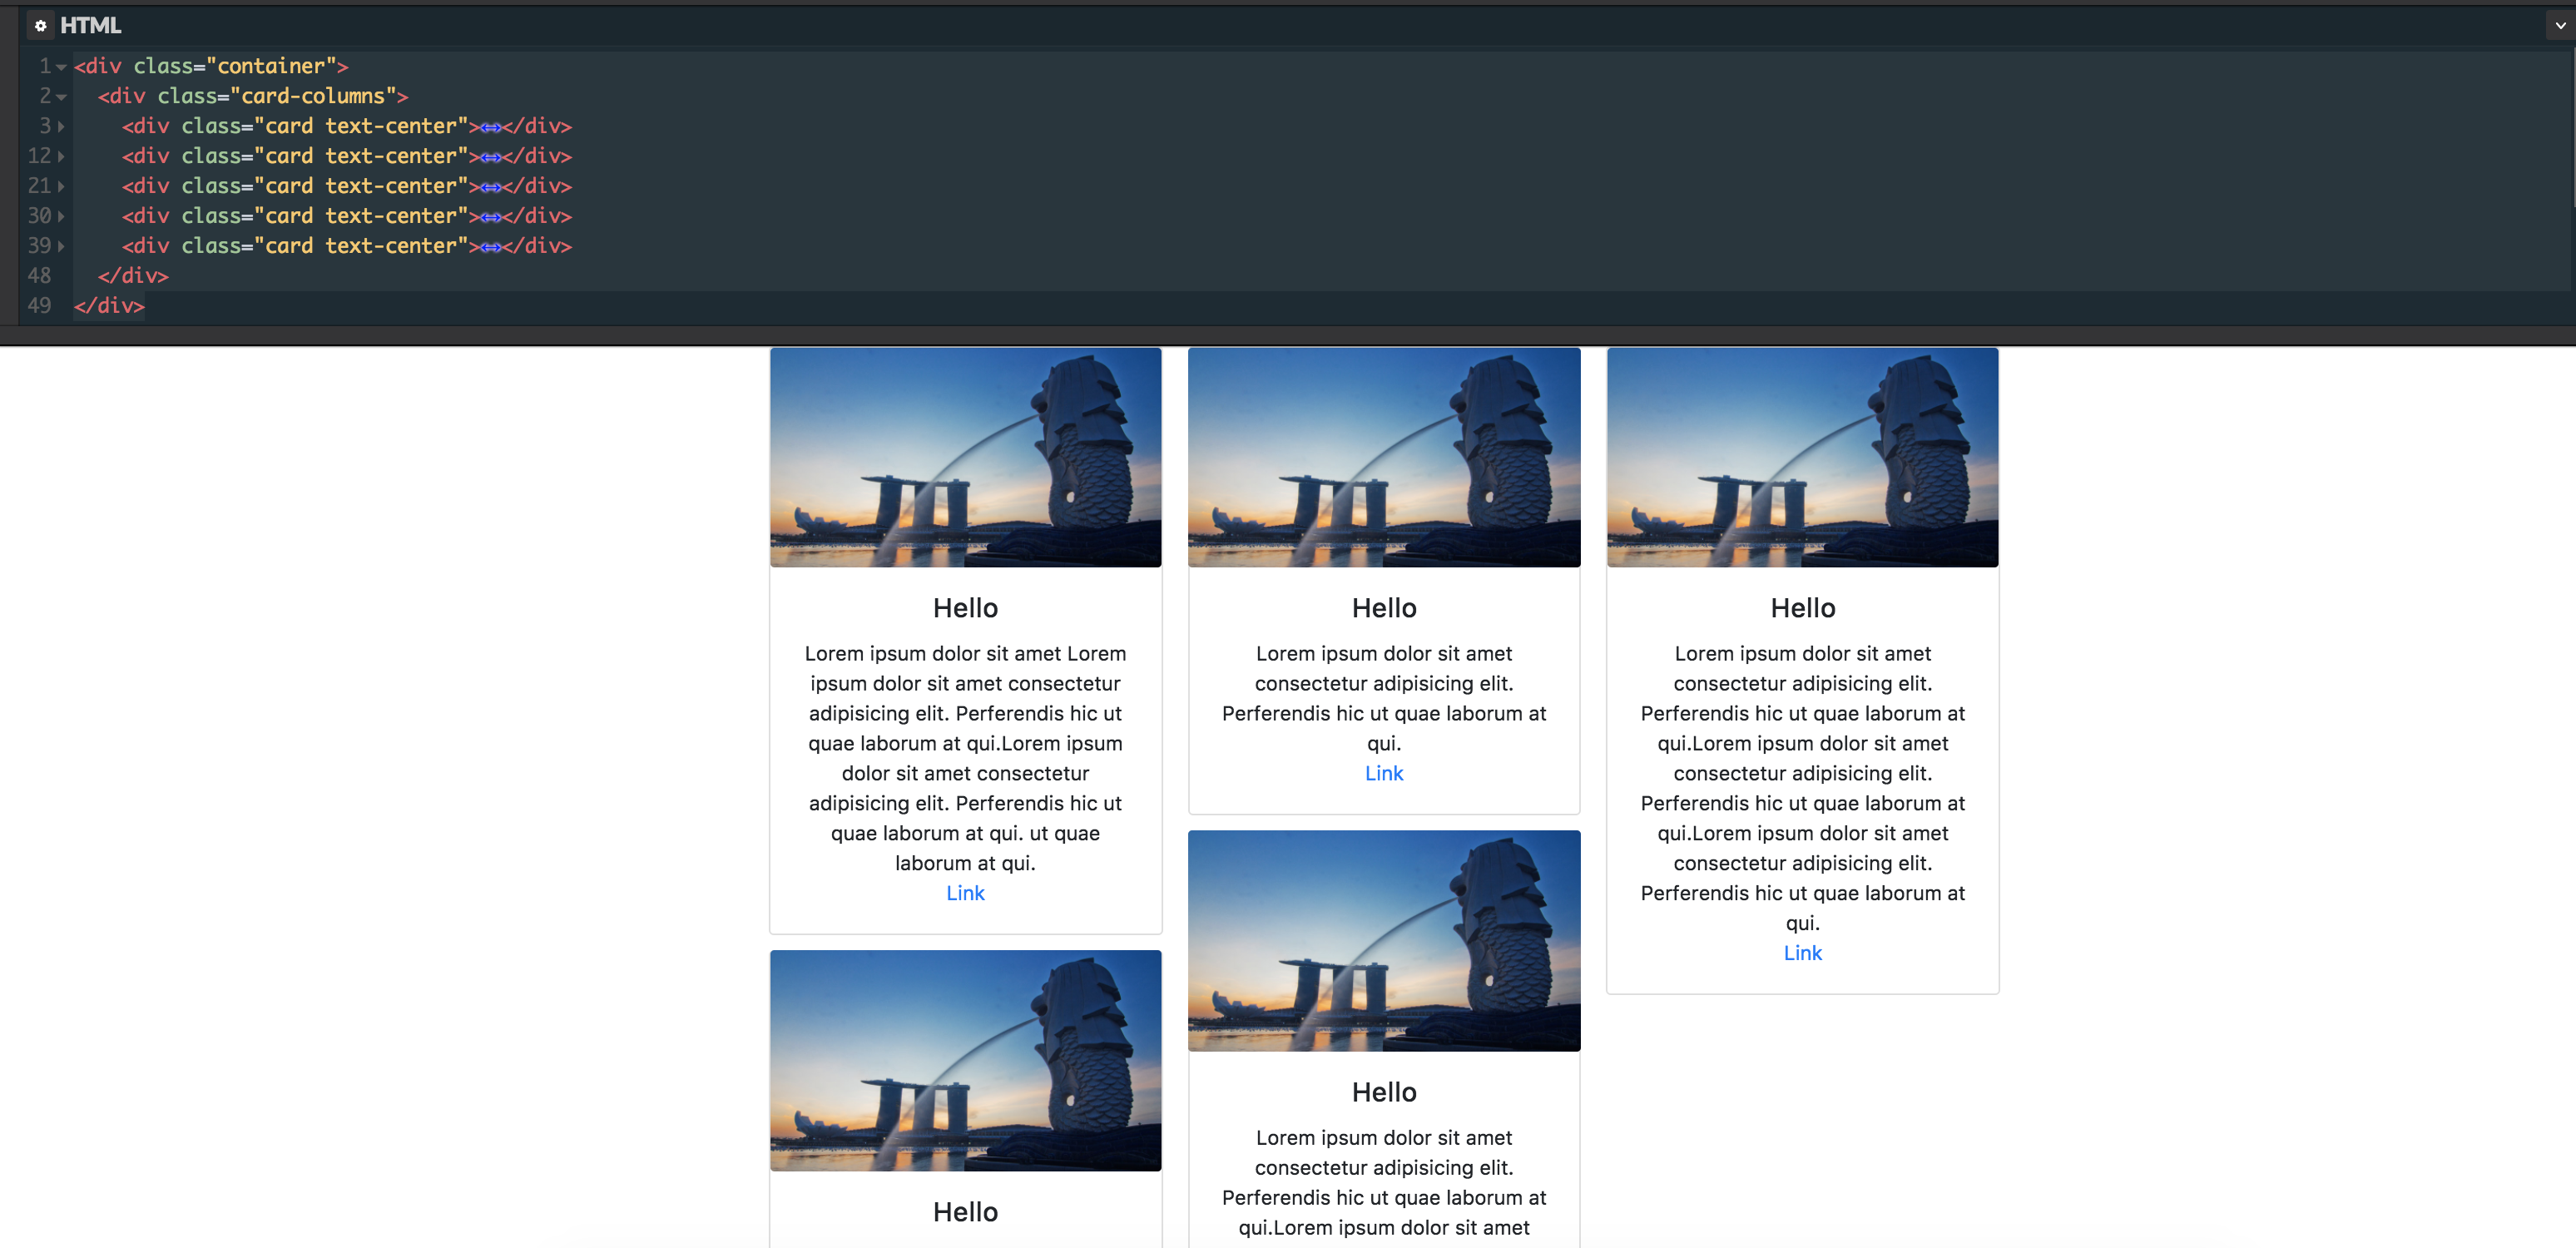 HTML
1 <div class="container">
2 <div class="card-columns">
3 <div class="card text-center">↔</div>
12 <div class="card text-center">↔</div>
21 <div class="card text-center">↔</div>
30 <div class="card text-center">↔</div>
39 <div class="card text-center">↔</div>
48 </div>
49 </div>
Hello
Lorem ipsum dolor sit amet Lorem
ipsum dolor sit amet consectetur
adipisicing elit. Perferendis hic ut
quae laborum at qui.Lorem ipsum
dolor sit amet consectetur
adipisicing elit. Perferendis hic ut
quae laborum at qui. ut quae
laborum at qui.
Link
Hello
Hello
Lorem ipsum dolor sit amet
consectetur adipisicing elit.
Perferendis hic ut quae laborum at
qui.
Link
Hello
Lorem ipsum dolor sit amet
consectetur adipisicing elit.
Perferendis hic ut quae laborum at
qui.Lorem ipsum dolor sit amet
Hello
Lorem ipsum dolor sit amet
consectetur adipisicing elit.
Perferendis hic ut quae laborum at
qui.Lorem ipsum dolor sit amet
consectetur adipisicing elit.
Perferendis hic ut quae laborum at
qui.Lorem ipsum dolor sit amet
consectetur adipisicing elit.
Perferendis hic ut quae laborum at
qui.
Link